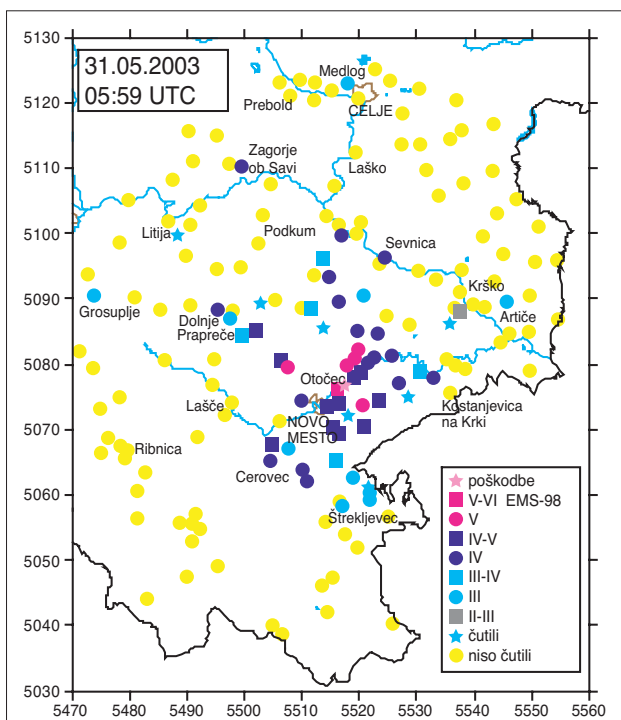 31.05.2003
05:59 UTC
5130
5120
5110
5100
5090
5080
5070
5060
5050
5040
5030
5470
5480
5490
5500
5510
5520
5530
5540
5550
5560
Medlog
CELJE
Prebold
Zagorje
ob Savi
Laško
Litija
Podkum
Sevnica
Grosuplje
Dolnje
Prapreče
Krško
Artiče
Otočec
Lašče
NOVO
MESTO
Kostanjevica
na Krki
Ribnica
Cerovec
Štrekljevec
poškodbe
V-VI EMS-98
V
IV-V
IV
III-IV
III
II-III
čutili
niso čutili